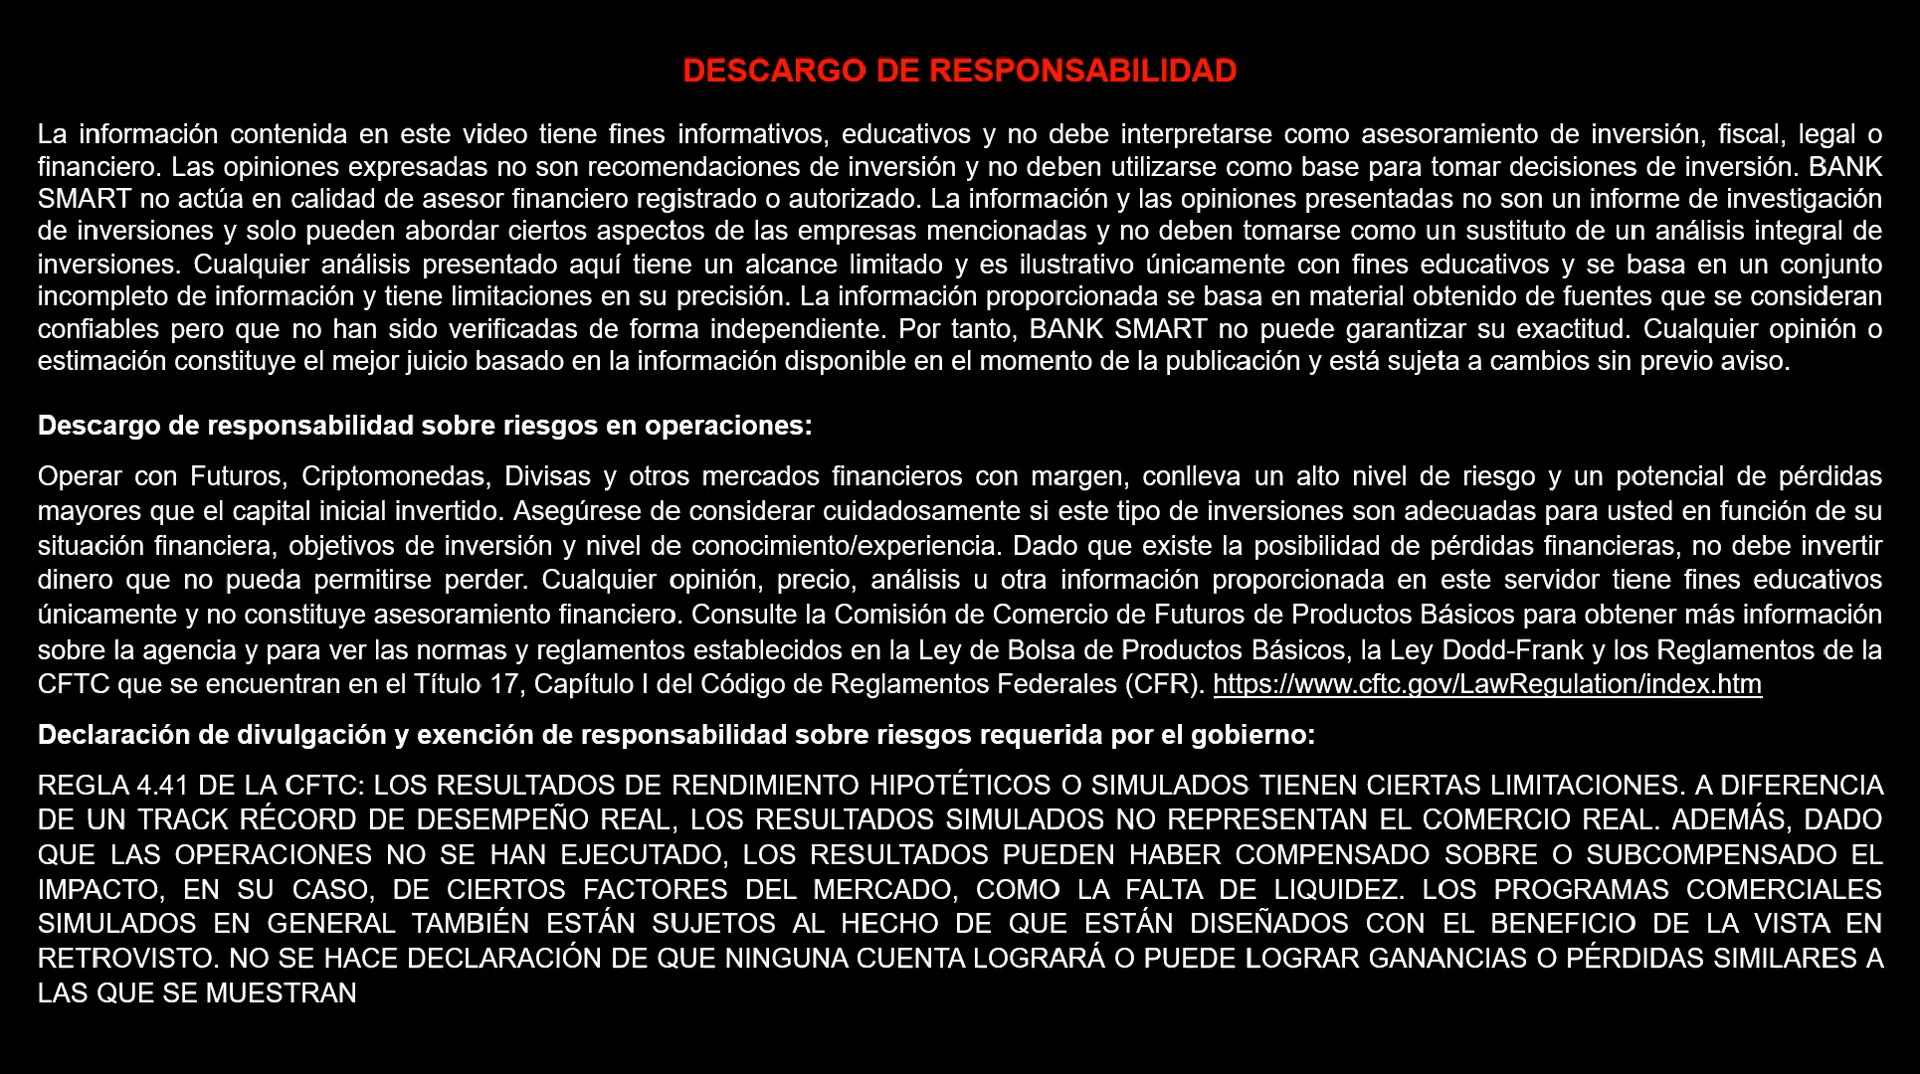 DESCARGO DE RESPONSABILIDAD
La información contenida en este video tiene fines informativos, educativos y no debe interpretarse como asesoramiento de inversión, fiscal, legal o
financiero. Las opiniones expresadas no son recomendaciones de inversión y no deben utilizarse como base para tomar decisiones de inversión. BANK
SMART no actúa en calidad de asesor financiero registrado o autorizado. La información y las opiniones presentadas no son un informe de investigación
de inversiones y solo pueden abordar ciertos aspectos de las empresas mencionadas y no deben tomarse como un sustituto de un análisis integral de
inversiones. Cualquier análisis presentado aquí tiene un alcance limitado y es ilustrativo únicamente con fines educativos y se basa en un conjunto
incompleto de información y tiene limitaciones en su precisión. La información proporcionada se basa en material obtenido de fuentes que se consideran
confiables pero que no han sido verificadas de forma independiente. Por tanto, BANK SMART no puede garantizar su exactitud. Cualquier opinión o
estimación constituye el mejor juicio basado en la información disponible en el momento de la publicación y está sujeta a cambios sin previo aviso.
Descargo de responsabilidad sobre riesgos en operaciones:
Operar con Futuros, Criptomonedas, Divisas y otros mercados financieros con margen, conlleva un alto nivel de riesgo y un potencial de pérdidas
mayores que el capital inicial invertido. Asegúrese de considerar cuidadosamente si este tipo de inversiones son adecuadas para usted en función de su
situación financiera, objetivos de inversión y nivel de conocimiento/experiencia. Dado que existe la posibilidad de pérdidas financieras, no debe invertir
dinero que no pueda permitirse perder. Cualquier opinión, precio, análisis u otra información proporcionada en este servidor tiene fines educativos
únicamente y no constituye asesoramiento financiero. Consulte la Comisión de Comercio de Futuros de Productos Básicos para obtener más información
sobre la agencia y para ver las normas y reglamentos establecidos en la Ley de Bolsa de Productos Básicos, la Ley Dodd-Frank y los Reglamentos de la
CFTC que se encuentran en el Título 17, Capítulo I del Código de Reglamentos Federales (CFR). https://www.cftc.gov/LawRegulation/index.htm
Declaración de divulgación y exención de responsabilidad sobre riesgos requerida por el gobierno:
REGLA 4.41 DE LA CFTC: LOS RESULTADOS DE RENDIMIENTO HIPOTÉTICOS O SIMULADOS TIENEN CIERTAS LIMITACIONES. A DIFERENCIA
DE UN TRACK RÉCORD DE DESEMPEÑO REAL, LOS RESULTADOS SIMULADOS NO REPRESENTAN EL COMERCIO REAL. ADEMÁS, DADO
QUE LAS OPERACIONES NO SE HAN EJECUTADO, LOS RESULTADOS PUEDEN HABER COMPENSADO SOBRE O SUBCOMPENSADO EL
IMPACTO, EN SU CASO, DE CIERTOS FACTORES DEL MERCADO, COMO LA FALTA DE LIQUIDEZ. LOS PROGRAMAS COMERCIALES
SIMULADOS EN GENERAL TAMBIÉN ESTÁN SUJETOS AL HECHO DE QUE ESTÁN DISEÑADOS CON EL BENEFICIO DE LA VISTA EN
RETROVISTO. NO SE HACE DECLARACIÓN DE QUE NINGUNA CUENTA LOGRARÁ O PUEDE LOGRAR GANANCIAS O PÉRDIDAS SIMILARES A
LAS QUE SE MUESTRAN